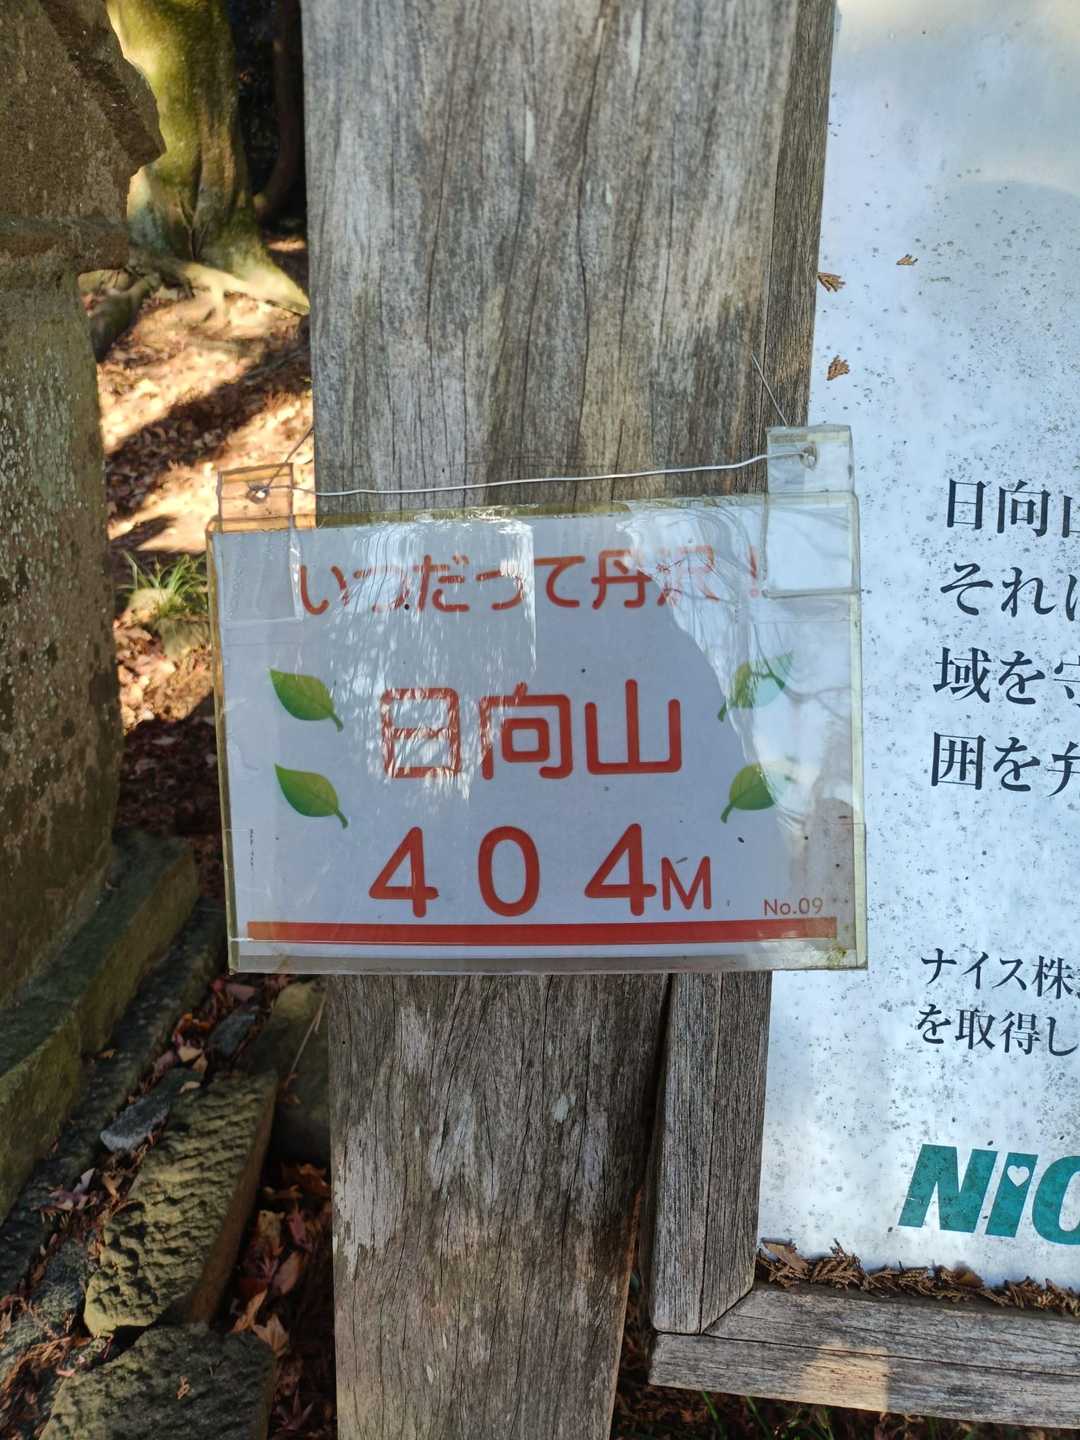 いつだって丹沢！
日向山
４０４M
No.09
日向山
それは
域を守
囲を弁
ナイス株
を取得し
NIC